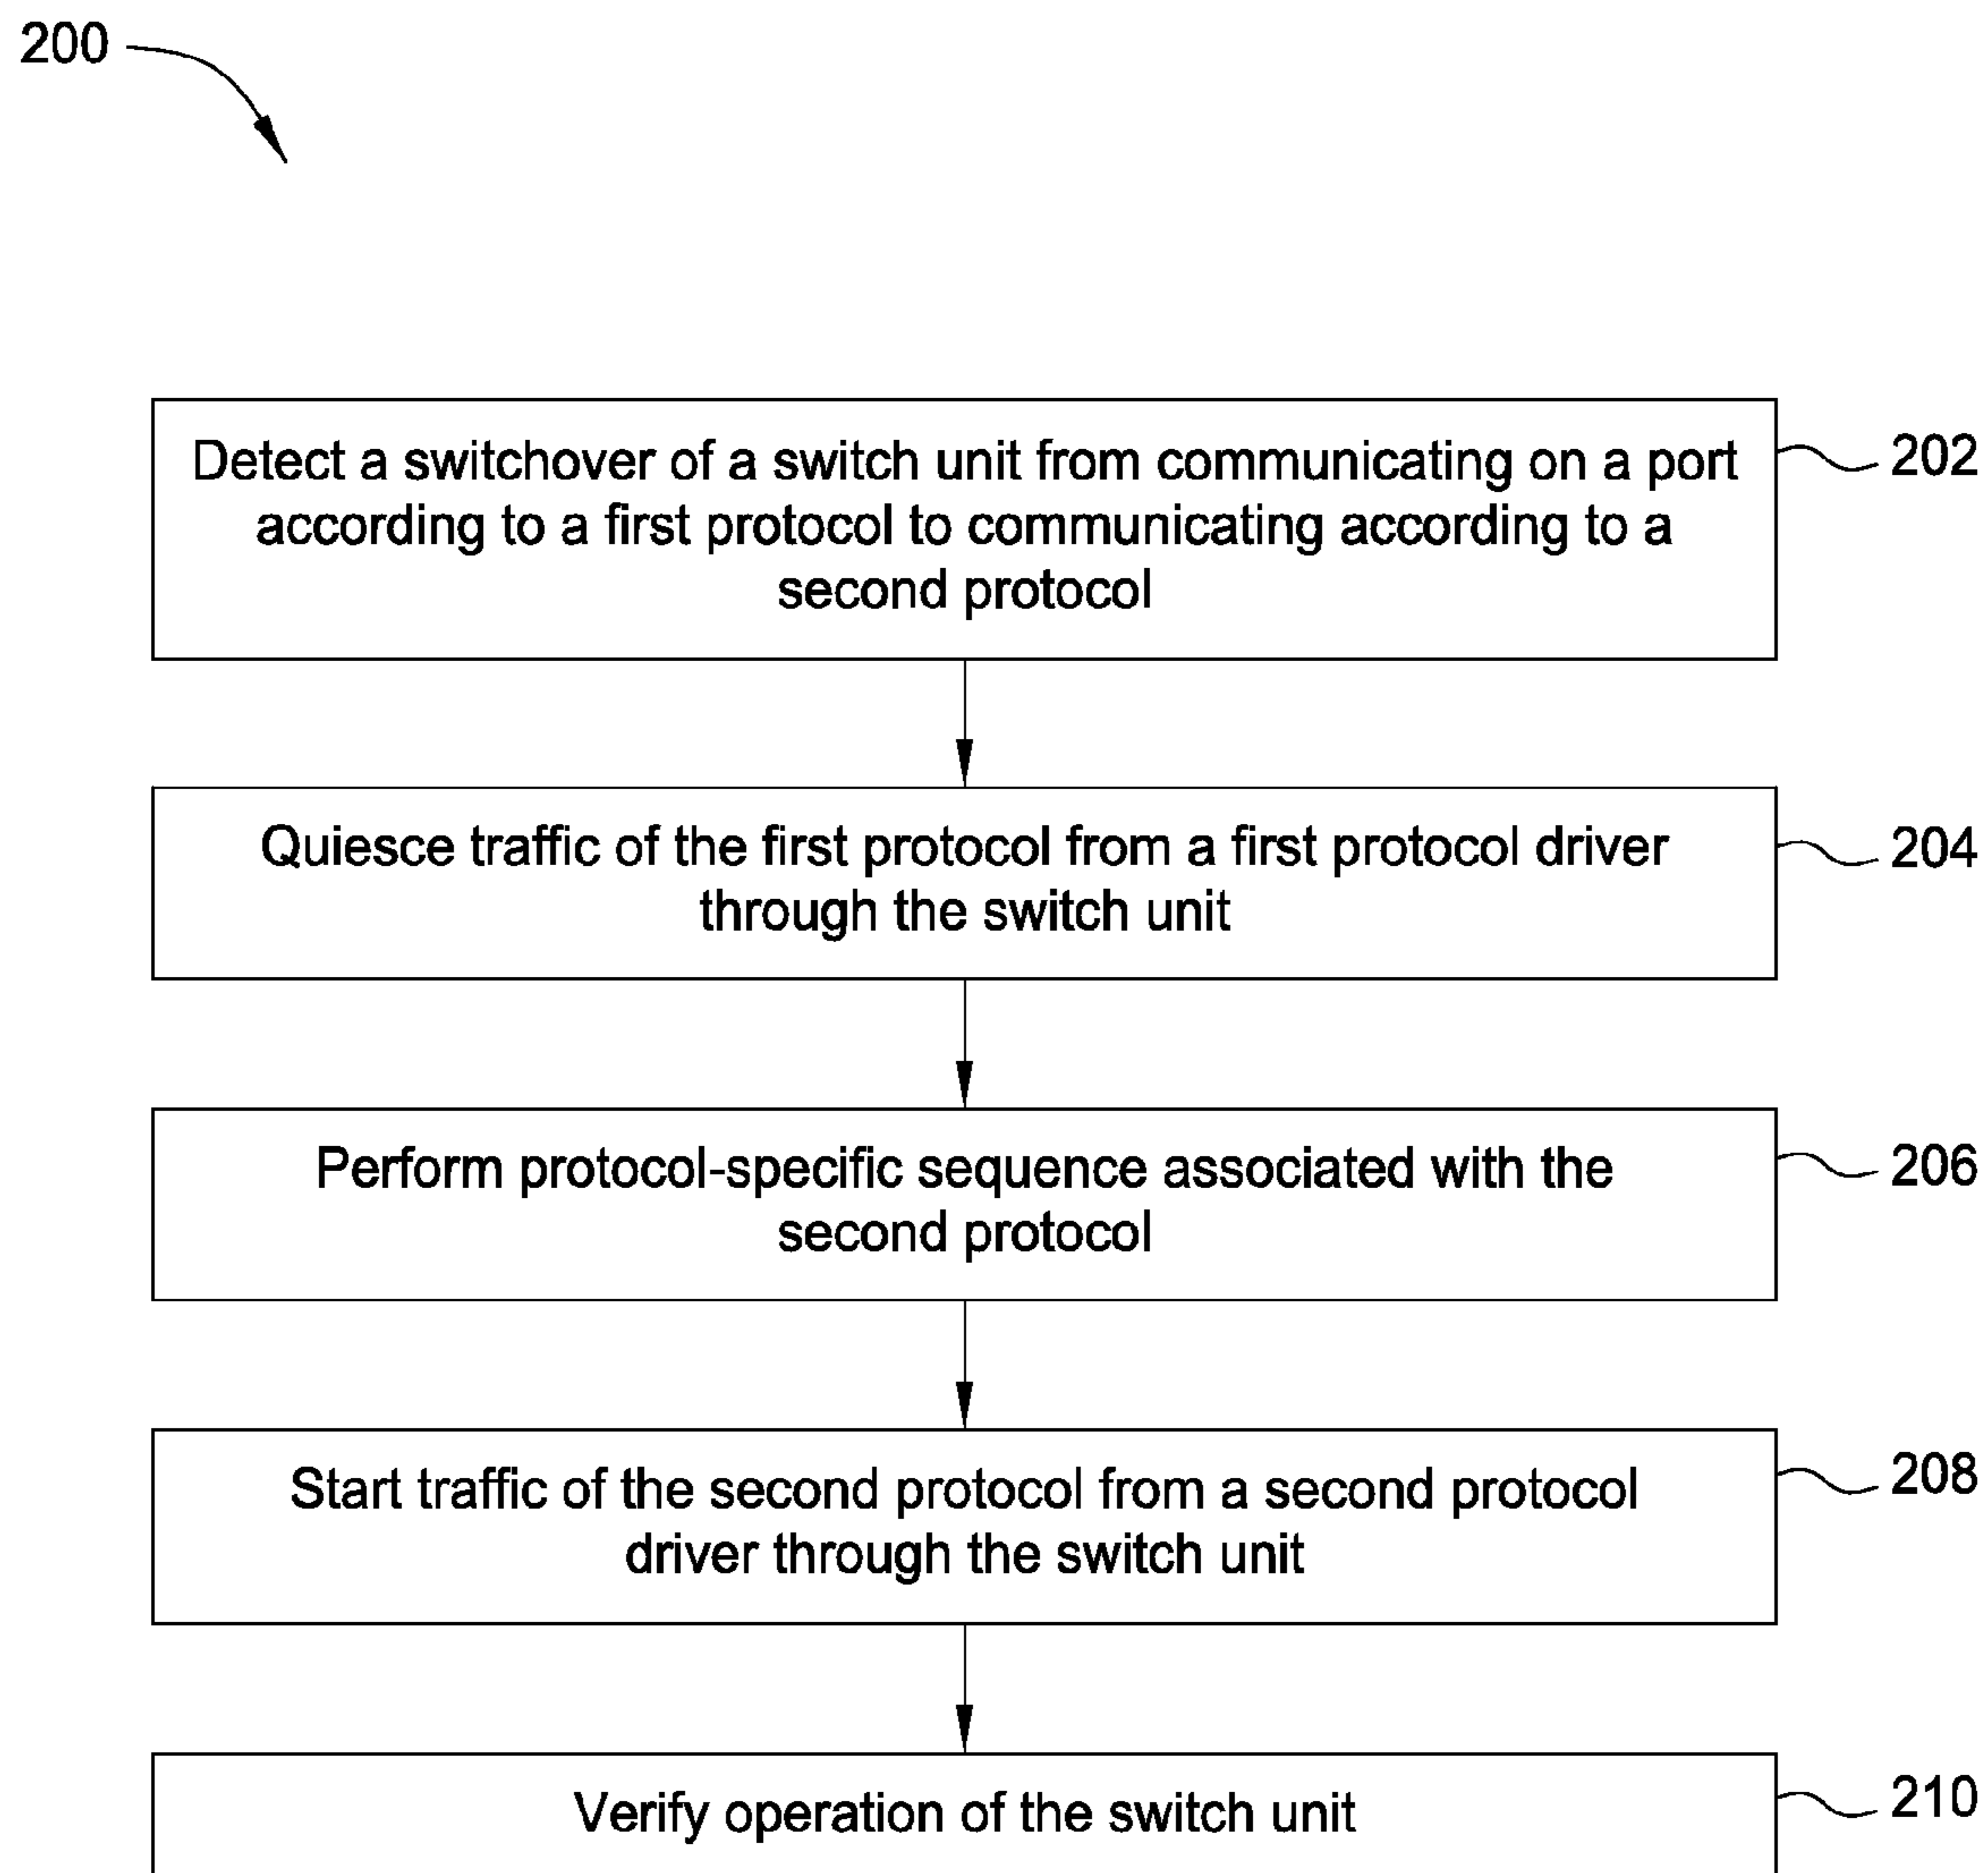 200
Detect a switchover of a switch unit from communicating on a port
according to a first protocol to communicating according to a
second protocol
202
Quiesce traffic of the first protocol from a first protocol driver
through the switch unit
204
Perform protocol-specific sequence associated with the
second protocol
206
Start traffic of the second protocol from a second protocol
driver through the switch unit
208
Verify operation of the switch unit
210